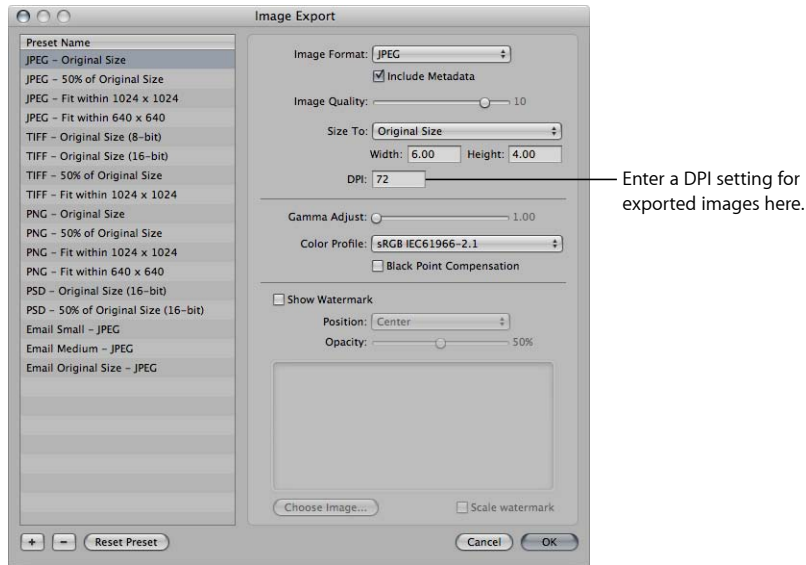 Image Export
Preset Name
JPEG – Original Size
JPEG – 50% of Original Size
JPEG – Fit within 1024 x 1024
JPEG – Fit within 640 x 640
TIFF – Original Size (8-bit)
TIFF – Original Size (16-bit)
TIFF – 50% of Original Size
TIFF – Fit within 1024 x 1024
PNG – Original Size
PNG – 50% of Original Size
PNG – Fit within 1024 x 1024
PNG – Fit within 640 x 640
PSD – Original Size (16-bit)
PSD – 50% of Original Size (16-bit)
Email Small – JPEG
Email Medium – JPEG
Email Original Size – JPEG
Image Format: JPEG
Include Metadata
Image Quality: 10
Size To: Original Size
Width: 6.00 Height: 4.00
DPI: 72
Gamma Adjust: 1.00
Color Profile: sRGB IEC61966-2.1
Black Point Compensation
Show Watermark
Position: Center
Opacity: 50%
Choose Image... Scale watermark
+ – Reset Preset Cancel OK
Enter a DPI setting for
exported images here.